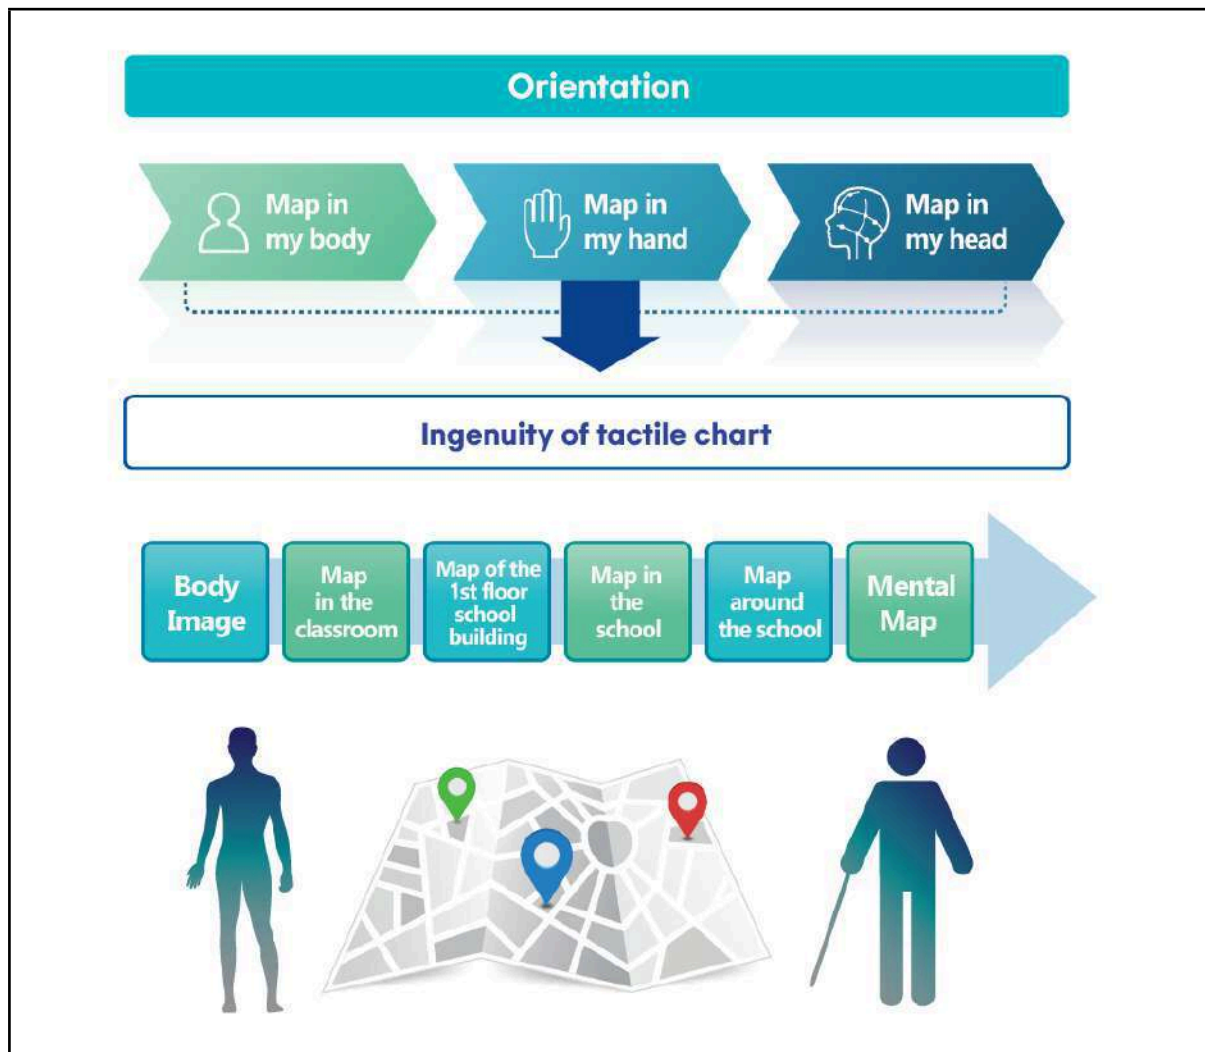 Orientation
Map in
my body
Map in
my hand
Map in
my head
Ingenuity of tactile chart
Body
Image
Map
in the
classroom
Map of the
1st floor
school
building
Map in
the
school
Map
around
the school
Mental
Map